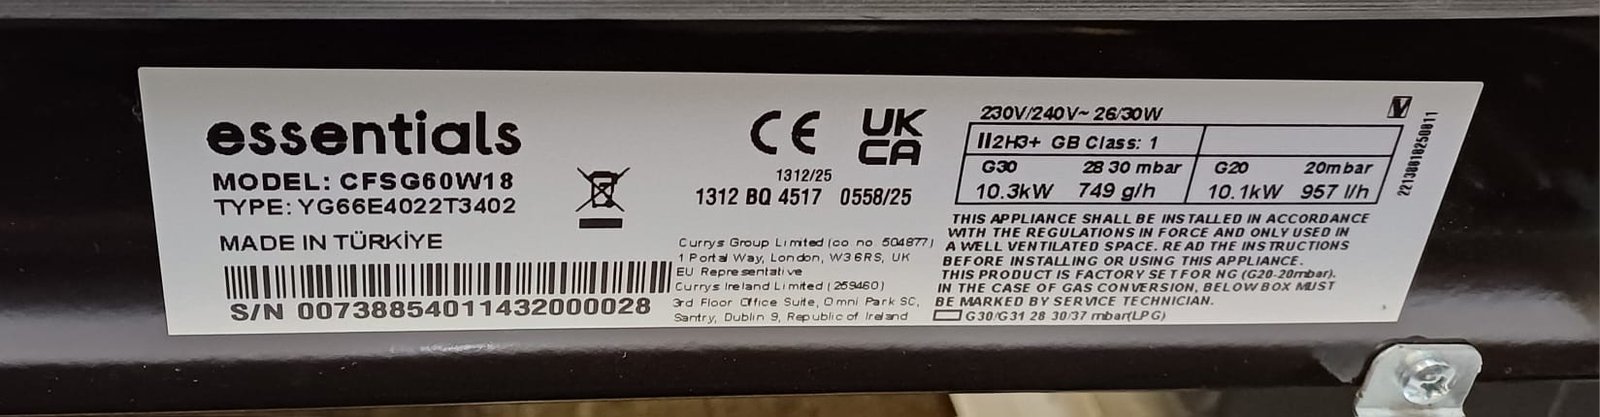 essentials
MODEL: CFSG60W18
TYPE: YG66E4022T3402
MADE IN TÜRKİYE
S/N 00738854011432000028
CE
UK
CA
1312/25
1312 BQ 4517 0558/25
Currys Group Limited (co no 504877)
1 Portal Way, London, W3 6RS, UK
EU Representative
Currys Ireland Limited (259460)
3rd Floor Office Suite, Omni Park SC,
Santry, Dublin 9, Republic of Ireland
230V/240V~ 26/30W
II2H3+ GB Class: 1
G30 28 30 mbar G20 20mbar
10.3kW 749 g/h 10.1kW 957 l/h
THIS APPLIANCE SHALL BE INSTALLED IN ACCORDANCE
WITH THE REGULATIONS IN FORCE AND ONLY USED IN
A WELL VENTILATED SPACE. READ THE INSTRUCTIONS
BEFORE INSTALLING OR USING THIS APPLIANCE.
THIS PRODUCT IS FACTORY SET FOR NG (G20-20mbar).
IN THE CASE OF GAS CONVERSION, BELOW BOX MUST
BE MARKED BY SERVICE TECHNICIAN.
G30/G31 28 30/37 mbar(LPG)
V